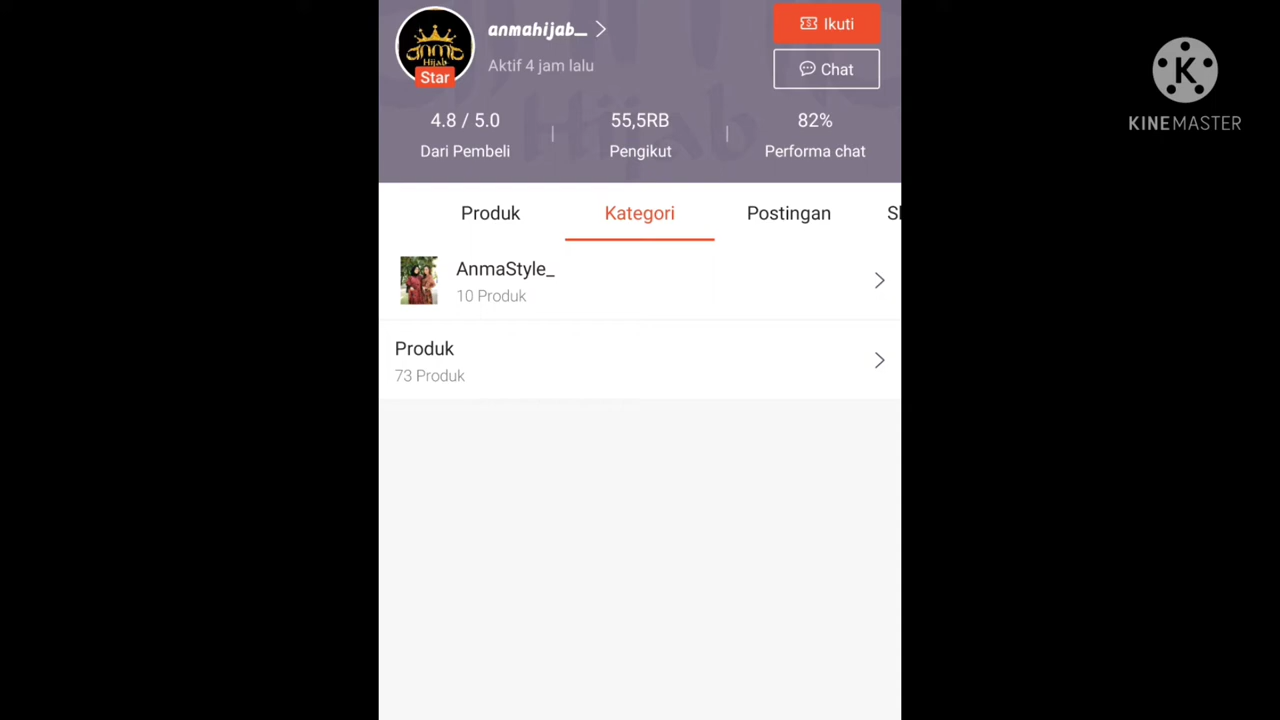 anmahijab_
Ikuti
Aktif 4 jam lalu
Chat
Hijab
Star
4.8 / 5.0
55,5RB
82%
Dari Pembeli
Pengikut
Performa chat
Produk
Kategori
Postingan
AnmaStyle_
10 Produk
Produk
73 Produk
K
KINEMASTER